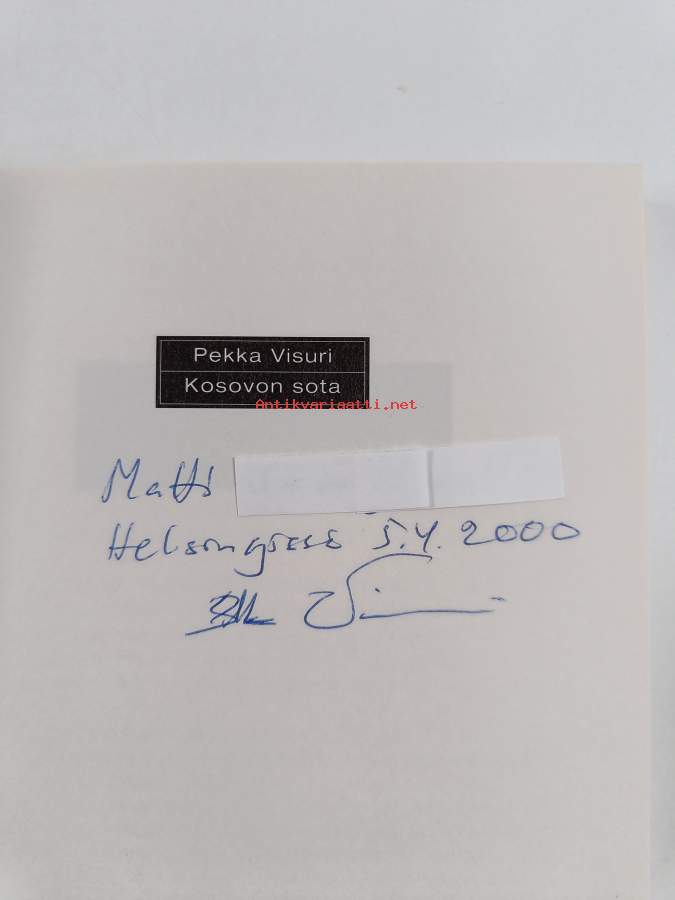 Pekka Visuri
Kosovon sota
Antikvariaatti.net
Matti
Helsingissä 5.4. 2000